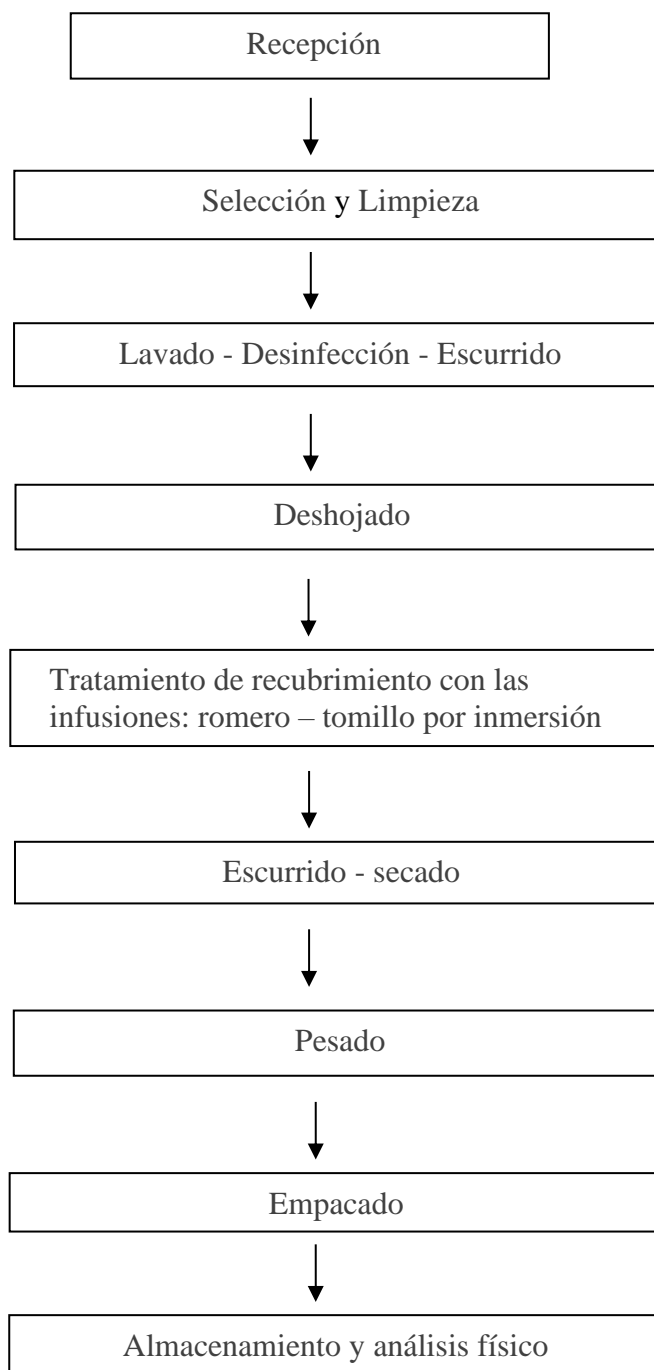 Recepción
Selección y Limpieza
Lavado - Desinfección - Escurrido
Deshojado
Tratamiento de recubrimiento con las
infusiones: romero – tomillo por inmersión
Escurrido - secado
Pesado
Empacado
Almacenamiento y análisis físico